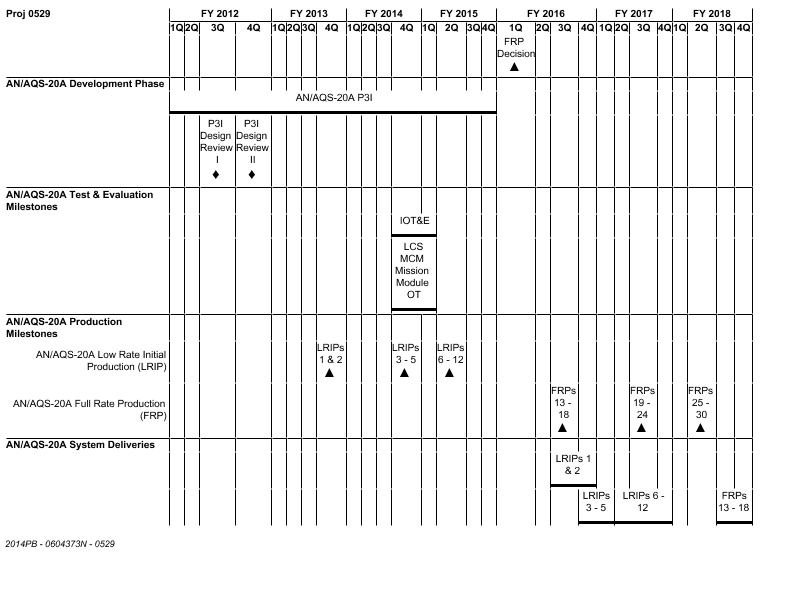 Proj 0529
FY 2012 FY 2013 FY 2014 FY 2015 FY 2016 FY 2017 FY 2018
1Q 2Q 3Q 4Q 1Q 2Q 3Q 4Q 1Q 2Q 3Q 4Q 1Q 2Q 3Q 4Q 1Q 2Q 3Q 4Q 1Q 2Q 3Q 4Q 1Q 2Q 3Q 4Q
FRP
Decision
AN/AQS-20A Development Phase
AN/AQS-20A P3I
P3I P3I
Design Design
Review Review
I II
AN/AQS-20A Test & Evaluation
Milestones
IOT&E
LCS
MCM
Mission
Module
OT
AN/AQS-20A Production
Milestones
AN/AQS-20A Low Rate Initial
Production (LRIP)
LRIPs LRIPs LRIPs
1 & 2 3 - 5 6 - 12
AN/AQS-20A Full Rate Production
(FRP)
FRPs FRPs FRPs
13 - 19 - 25 -
18 24 30
AN/AQS-20A System Deliveries
LRIPs 1
& 2
LRIPs LRIPs 6 - FRPs
3 - 5 12 13 - 18
2014PB - 0604373N - 0529